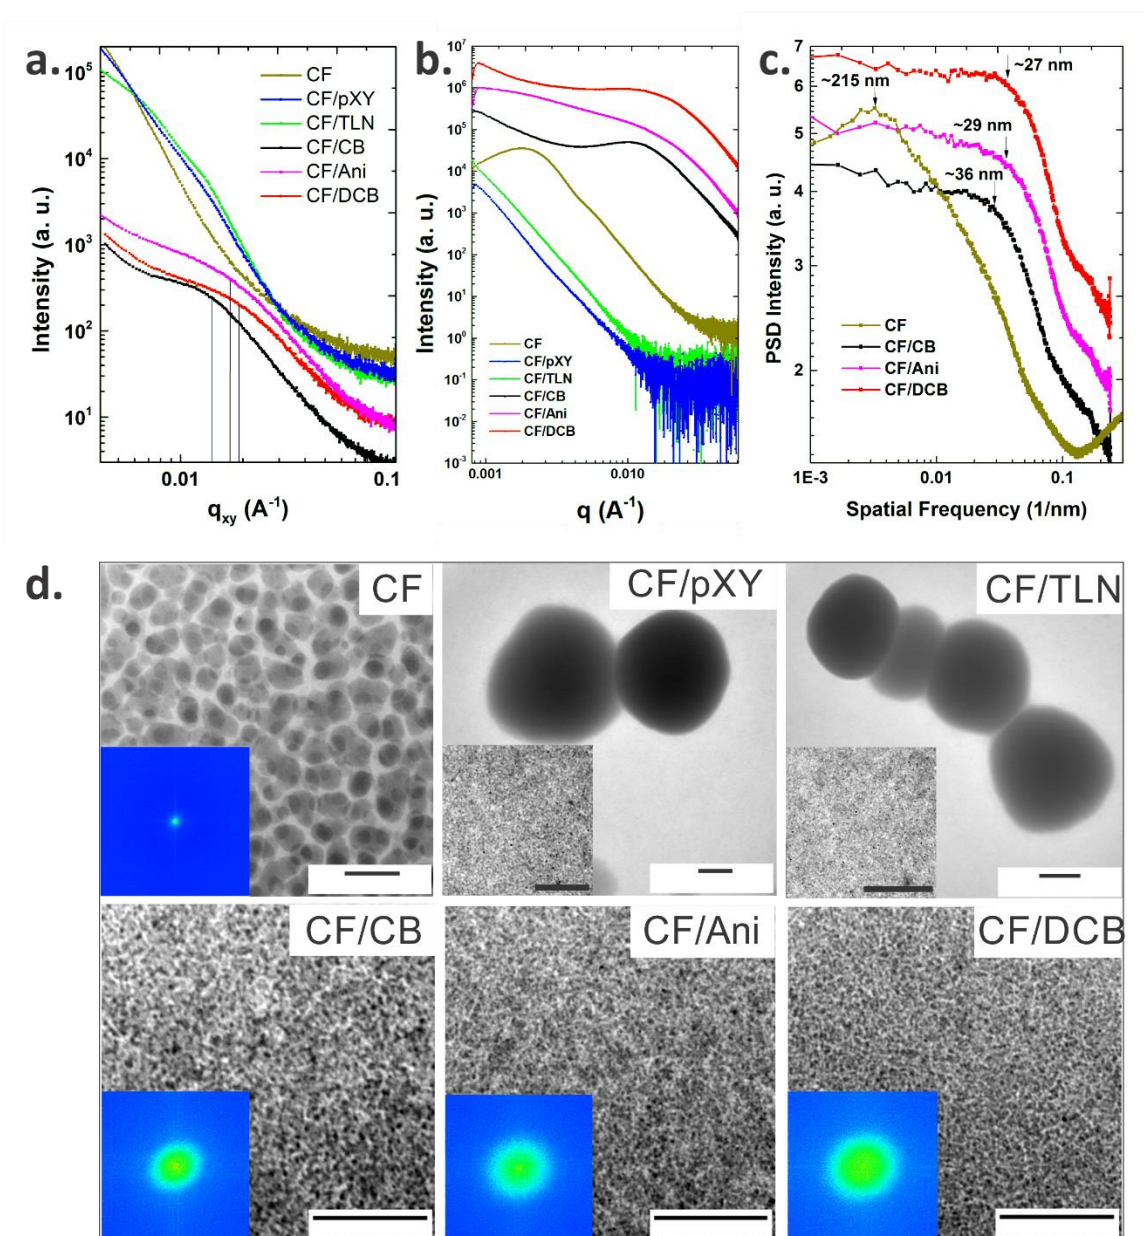 a.
10⁵
10⁴
10³
10²
10¹
Intensity (a. u.)
CF
CF/pXY
CF/TLN
CF/CB
CF/Ani
CF/DCB
0.01 0.1
qxy (A⁻¹)
b.
10⁷
10⁶
10⁵
10⁴
10³
10²
10¹
10⁰
10⁻¹
10⁻²
10⁻³
Intensity (a. u.)
CF
CF/pXY
CF/TLN
CF/CB
CF/Ani
CF/DCB
0.001 0.010
q (A⁻¹)
c.
7
6
5
4
3
2
PSD Intensity (a. u.)
~27 nm
~215 nm
~29 nm
~36 nm
CF
CF/CB
CF/Ani
CF/DCB
1E-3 0.01 0.1
Spatial Frequency (1/nm)
d.
CF
CF/pXY
CF/TLN
CF/CB
CF/Ani
CF/DCB